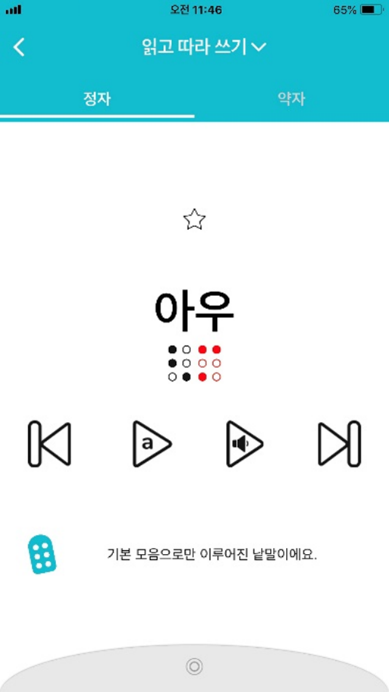 오전 11:46
65%
읽고 따라 쓰기
정자
약자
아우
a
기본 모음으로만 이루어진 낱말이에요.